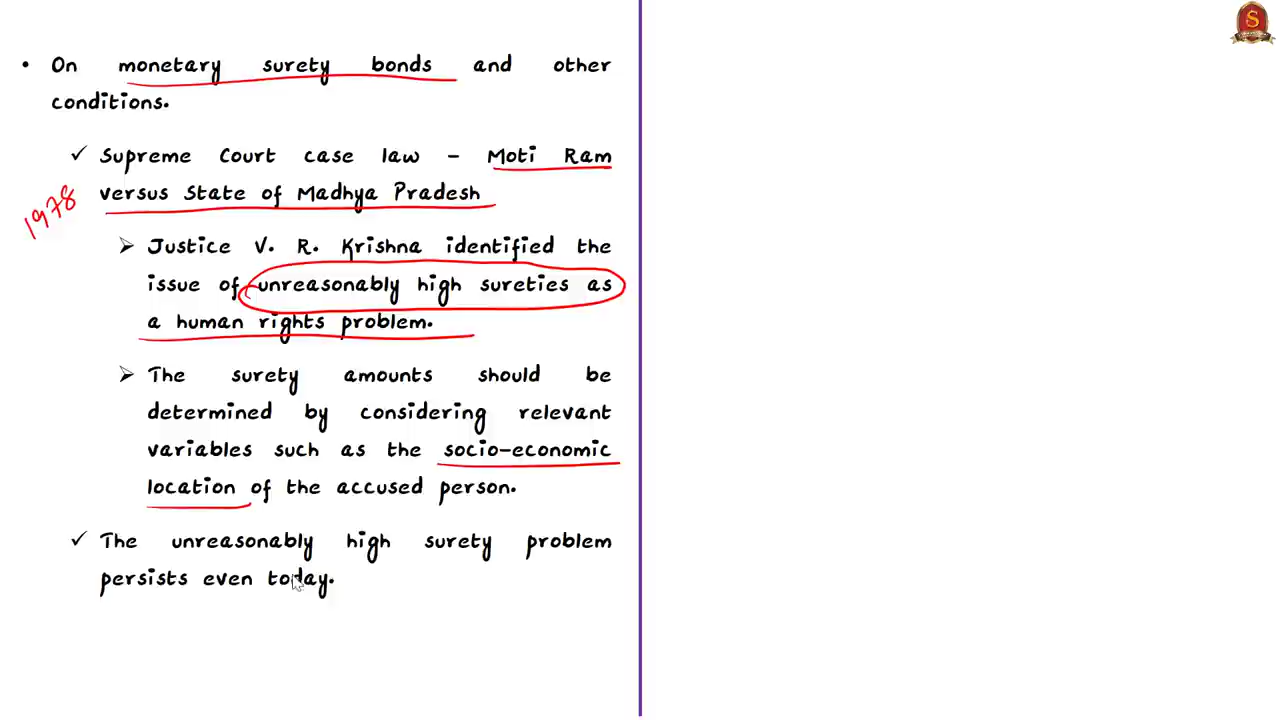 • On monetary surety bonds and other
conditions.
✓ Supreme Court case law - Moti Ram
versus State of Madhya Pradesh
1978
➤ Justice V. R. Krishna identified the
issue of unreasonably high sureties as
a human rights problem.
➤ The surety amounts should be
determined by considering relevant
variables such as the socio-economic
location of the accused person.
✓ The unreasonably high surety problem
persists even today.
S